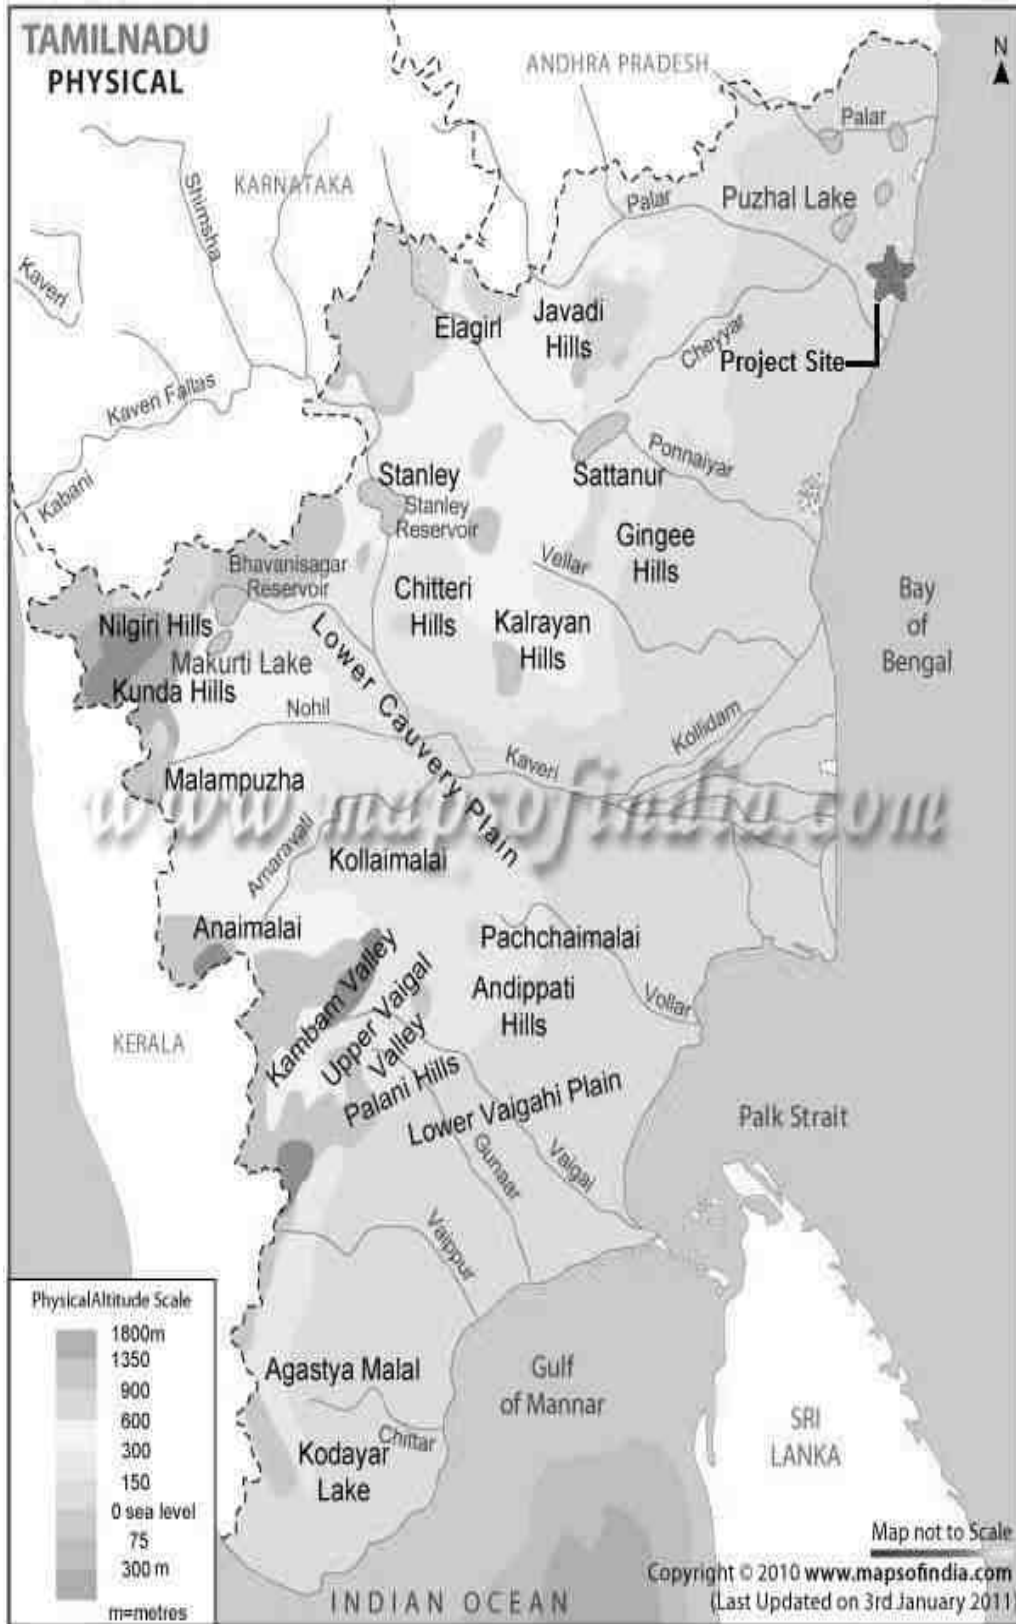 TAMILNADU
PHYSICAL
N
ANDHRA PRADESH
Palar
KARNATAKA
Shimsha
Palar
Puzhal Lake
Kaveri
Elagiri
Javadi
Hills
Cheyyar
Project Site
Kaveri Fallas
Ponnaiyar
Kabani
Stanley
Sattanur
Stanley
Reservoir
Gingee
Hills
Vellar
Bhavanisagar
Reservoir
Chitteri
Hills
Kalrayan
Hills
Bay
of
Bengal
Nilgiri Hills
Makurti Lake
Kunda Hills
Lower Cauvery Plain
Nohil
Kollidam
Kaveri
Malampuzha
www.mapsofindia.com
Amaravati
Kollaimalai
Anaimalai
Pachchaimalai
Kambam Valley
Upper Vaigal
Valley
Andippati
Hills
Vollar
KERALA
Palani Hills
Lower Vaigahi Plain
Palk Strait
Gunaar
Vaigai
Vaippur
PhysicalAltitude Scale
1800m
1350
900
600
300
150
0 sea level
75
300 m
m=metres
Agastya Malal
Gulf
of Mannar
Chittar
Kodayar
Lake
SRI
LANKA
Map not to Scale
Copyright © 2010 www.mapsofindia.com
(Last Updated on 3rd January 2011)
INDIAN OCEAN